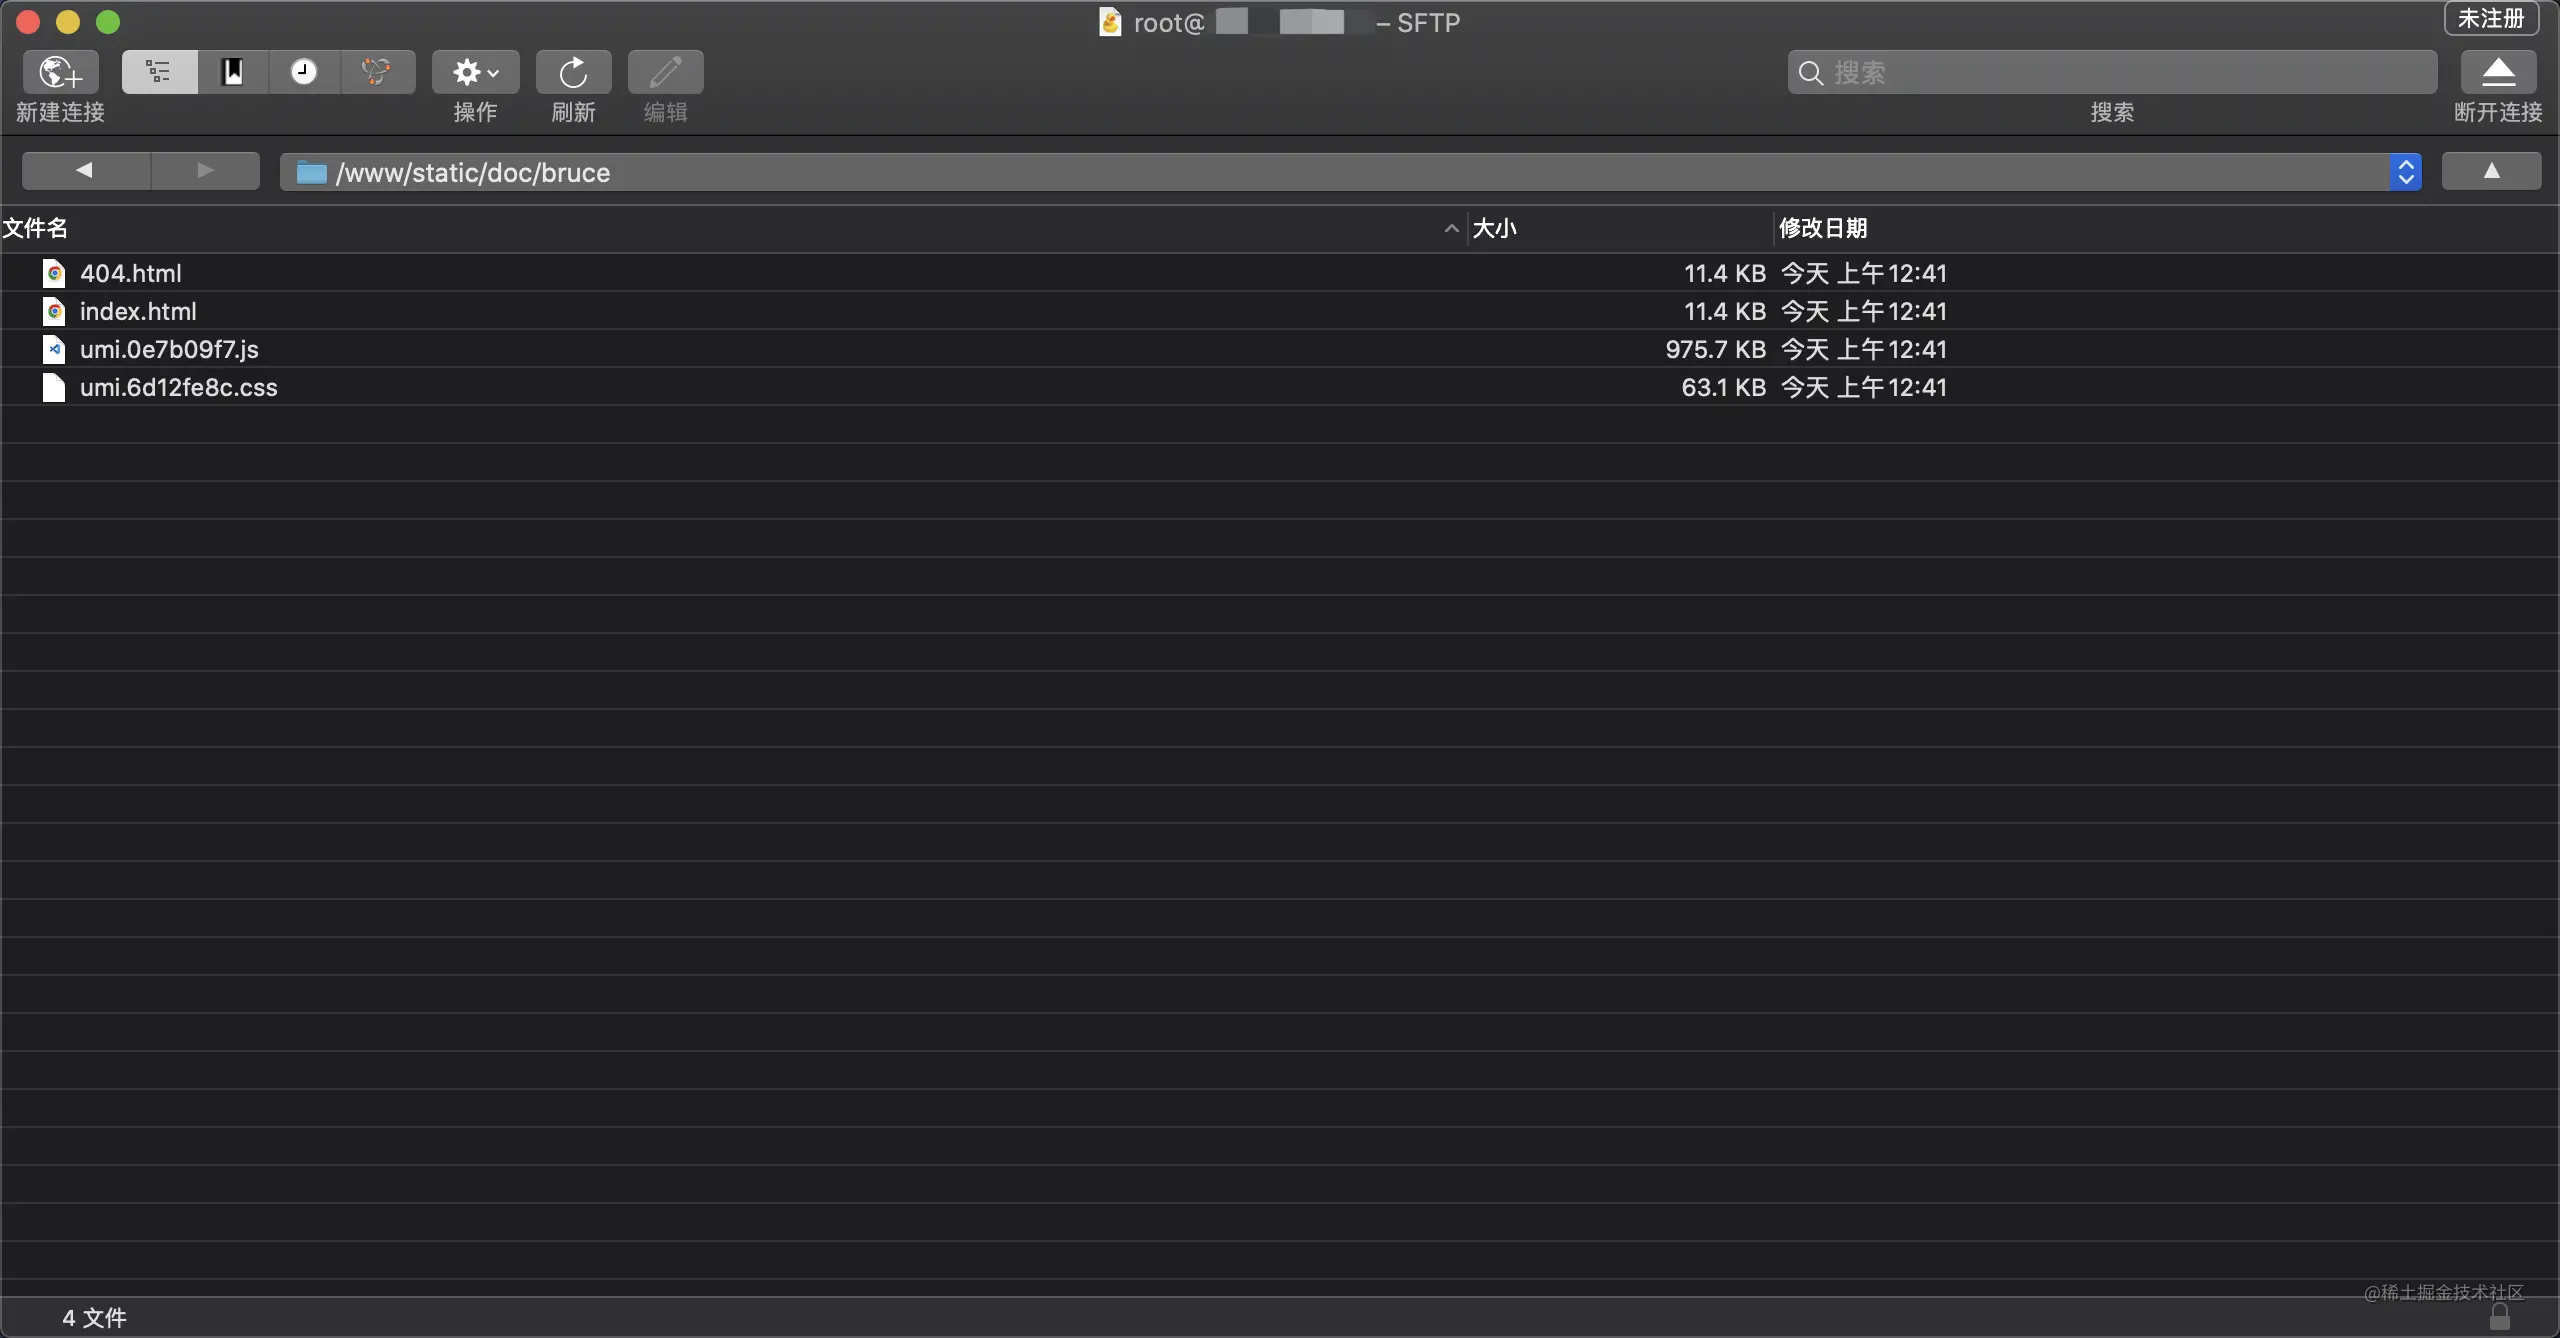 root@ – SFTP
未注册
新建连接
操作
刷新
编辑
搜索
搜索
断开连接
/www/static/doc/bruce
文件名 大小 修改日期
404.html 11.4 KB 今天 上午12:41
index.html 11.4 KB 今天 上午12:41
umi.0e7b09f7.js 975.7 KB 今天 上午12:41
umi.6d12fe8c.css 63.1 KB 今天 上午12:41
@稀土掘金技术社区
4 文件